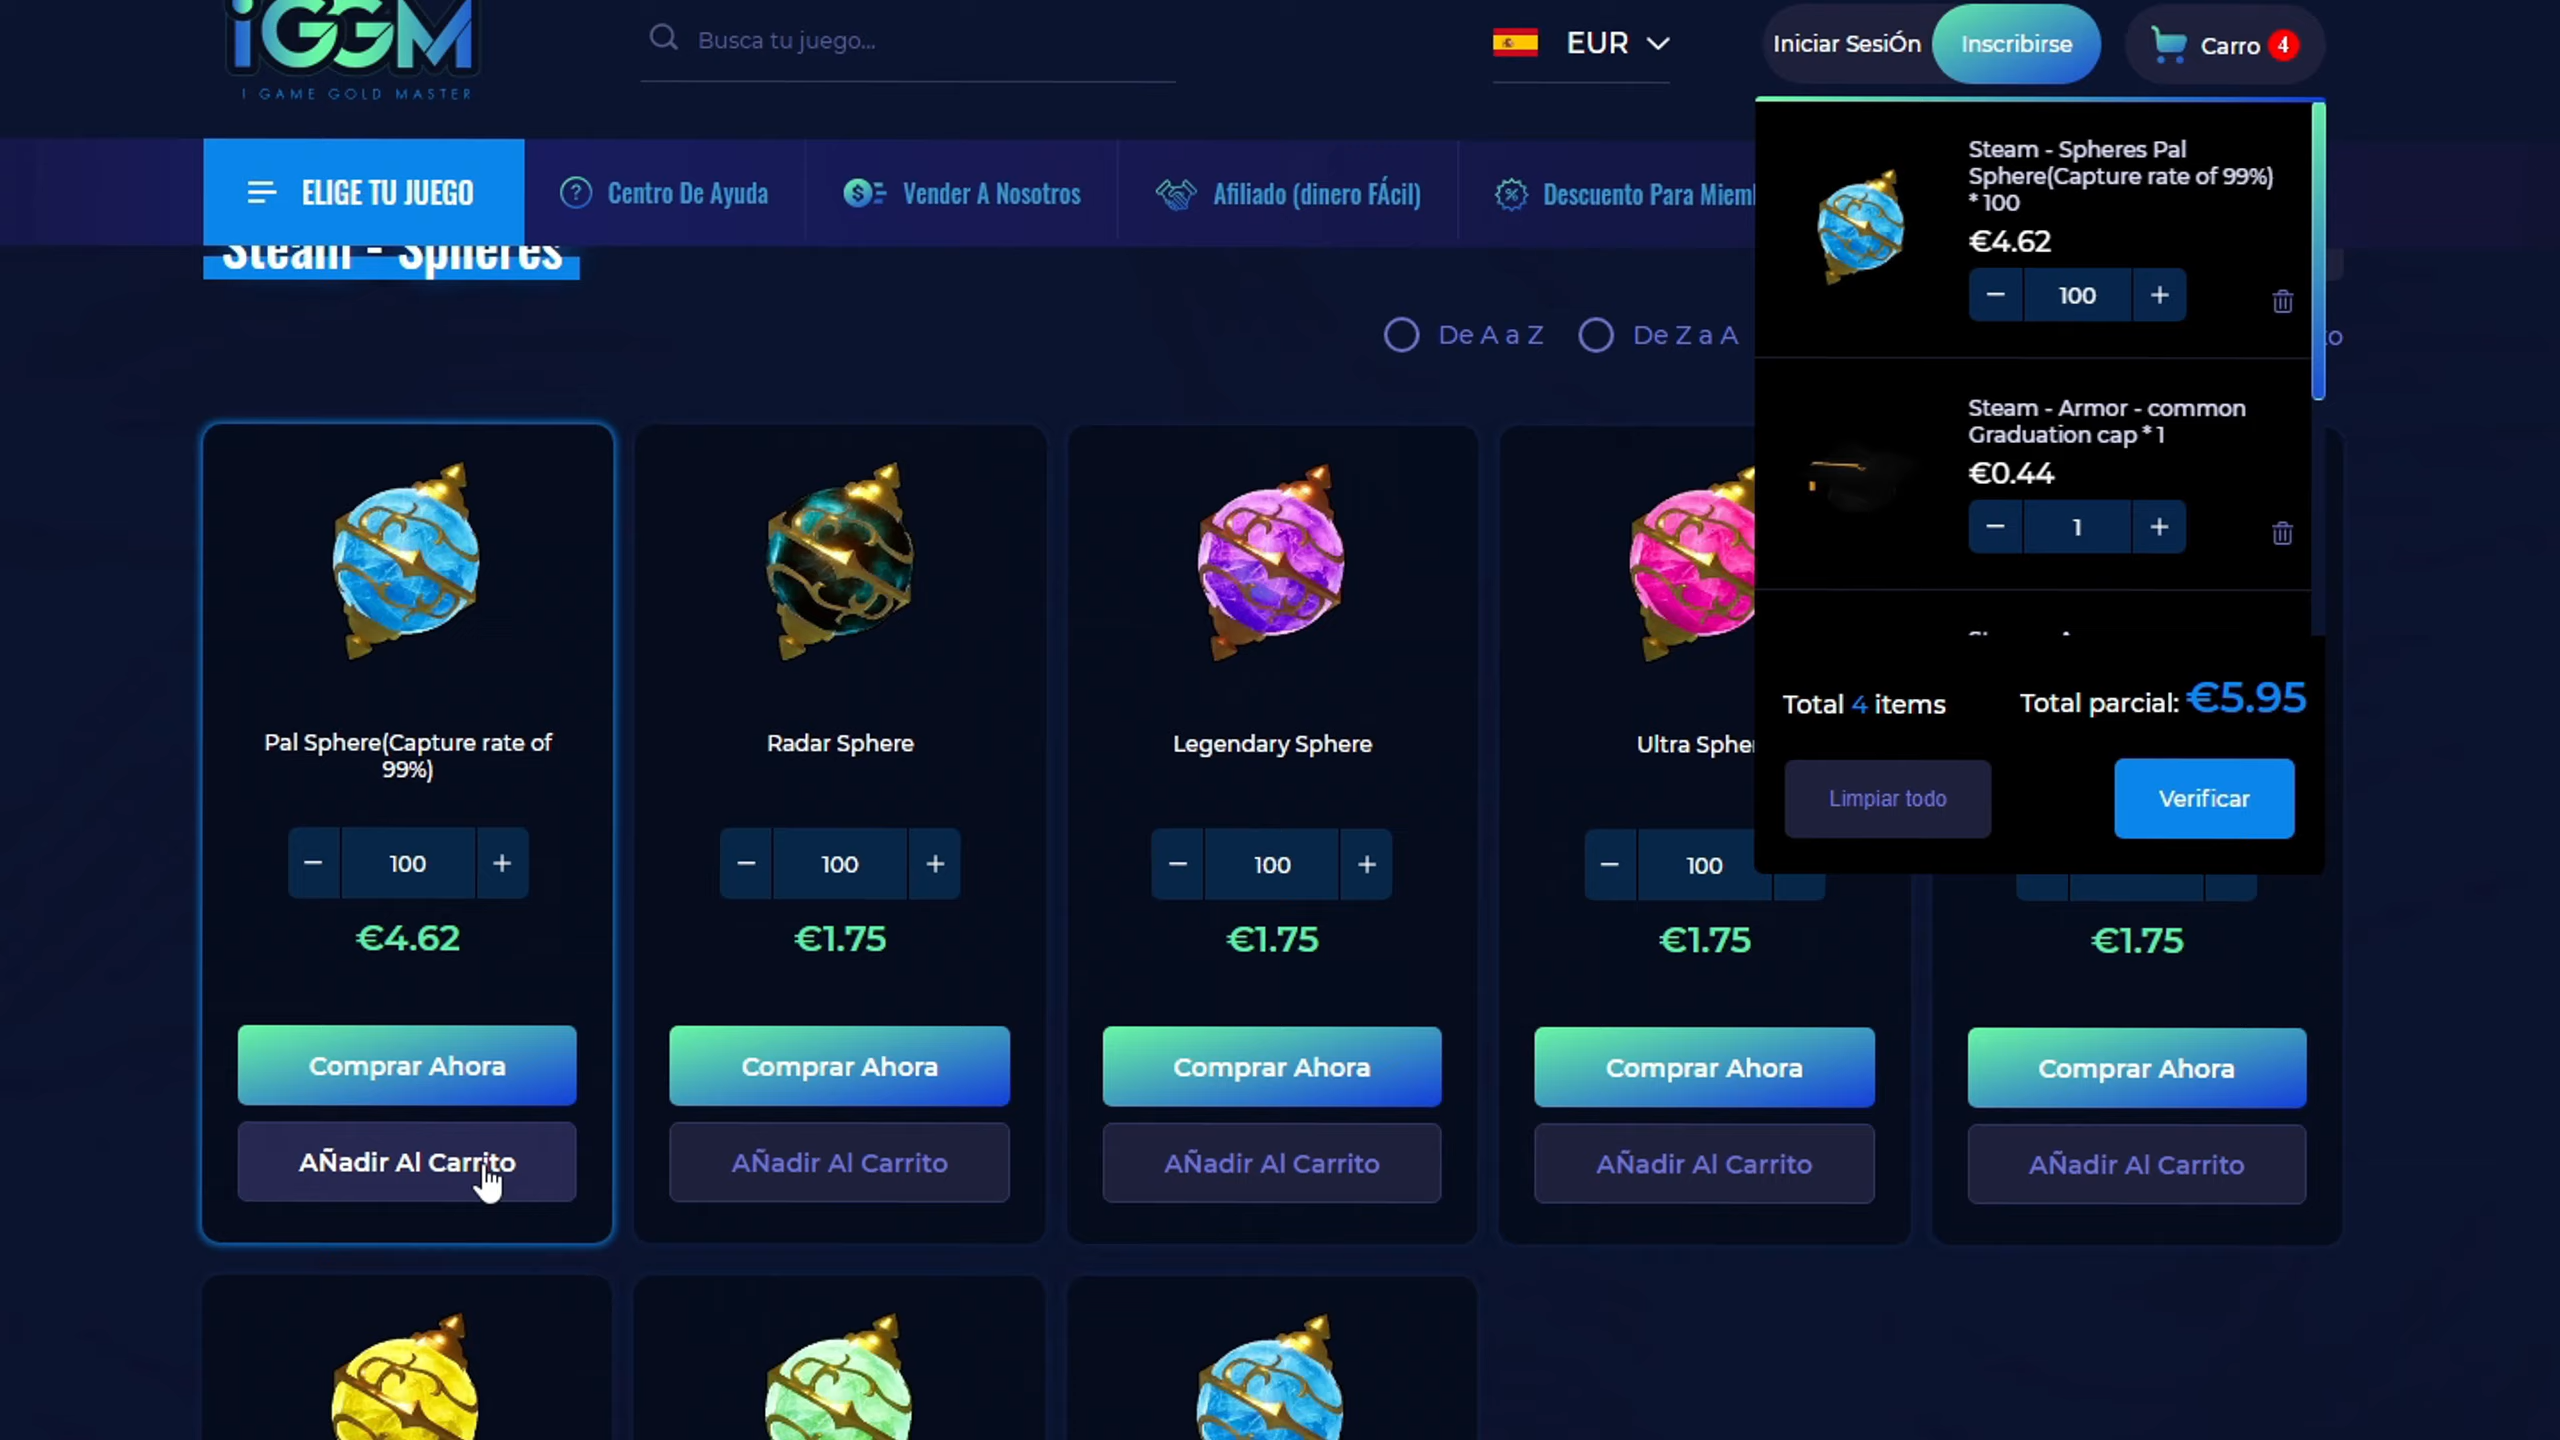 iGGM
I GAME GOLD MASTER
Busca tu juego...
EUR
Iniciar SesiÓn
Inscribirse
Carro 4
ELIGE TU JUEGO
Centro De Ayuda
Vender A Nosotros
Afiliado (dinero FÁcil)
Descuento Para Miem
Steam - Spheres
De A a Z
De Z a A
Steam - Spheres Pal
Sphere(Capture rate of 99%)
* 100
€4.62
− 100 +
Steam - Armor - common
Graduation cap * 1
€0.44
− 1 +
Total 4 items
Total parcial: €5.95
Limpiar todo
Verificar
Pal Sphere(Capture rate of
99%)
− 100 +
€4.62
Comprar Ahora
AÑadir Al Carrito
Radar Sphere
− 100 +
€1.75
Comprar Ahora
AÑadir Al Carrito
Legendary Sphere
− 100 +
€1.75
Comprar Ahora
AÑadir Al Carrito
Ultra Spher
− 100
€1.75
Comprar Ahora
AÑadir Al Carrito
€1.75
Comprar Ahora
AÑadir Al Carrito